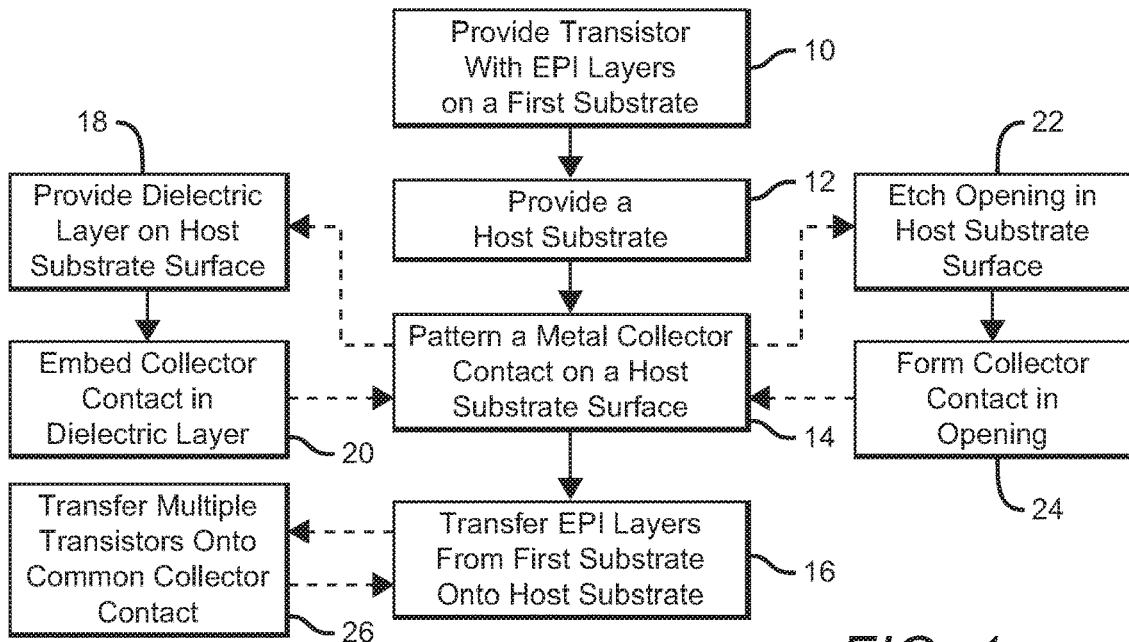 Provide Transistor
With EPI Layers
on a First Substrate
10
18
22
Provide Dielectric
Layer on Host
Substrate Surface
12
Provide a
Host Substrate
Etch Opening in
Host Substrate
Surface
Pattern a Metal Collector
Contact on a Host
Substrate Surface
14
Embed Collector
Contact in
Dielectric Layer
20
Form Collector
Contact in
Opening
24
Transfer Multiple
Transistors Onto
Common Collector
Contact
26
Transfer EPI Layers
From First Substrate
Onto Host Substrate
16